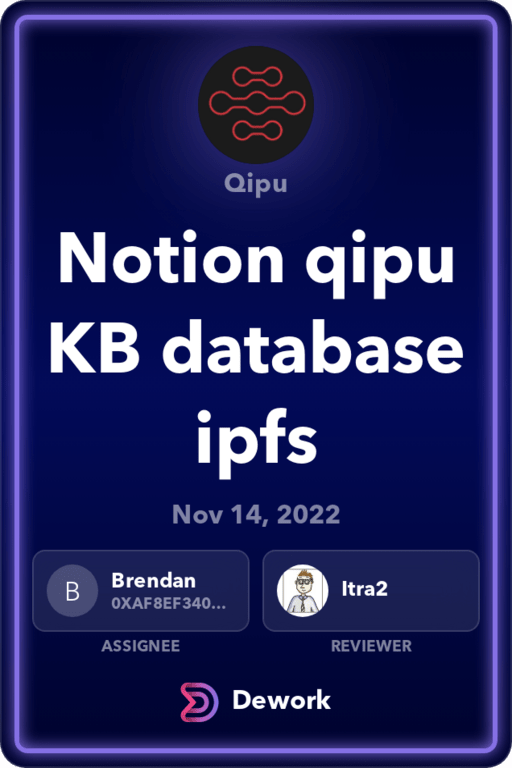 Qipu
Notion qipu
KB database
ipfs
Nov 14, 2022
B
Brendan
0XAF8EF340...
Itra2
ASSIGNEE
REVIEWER
Dework